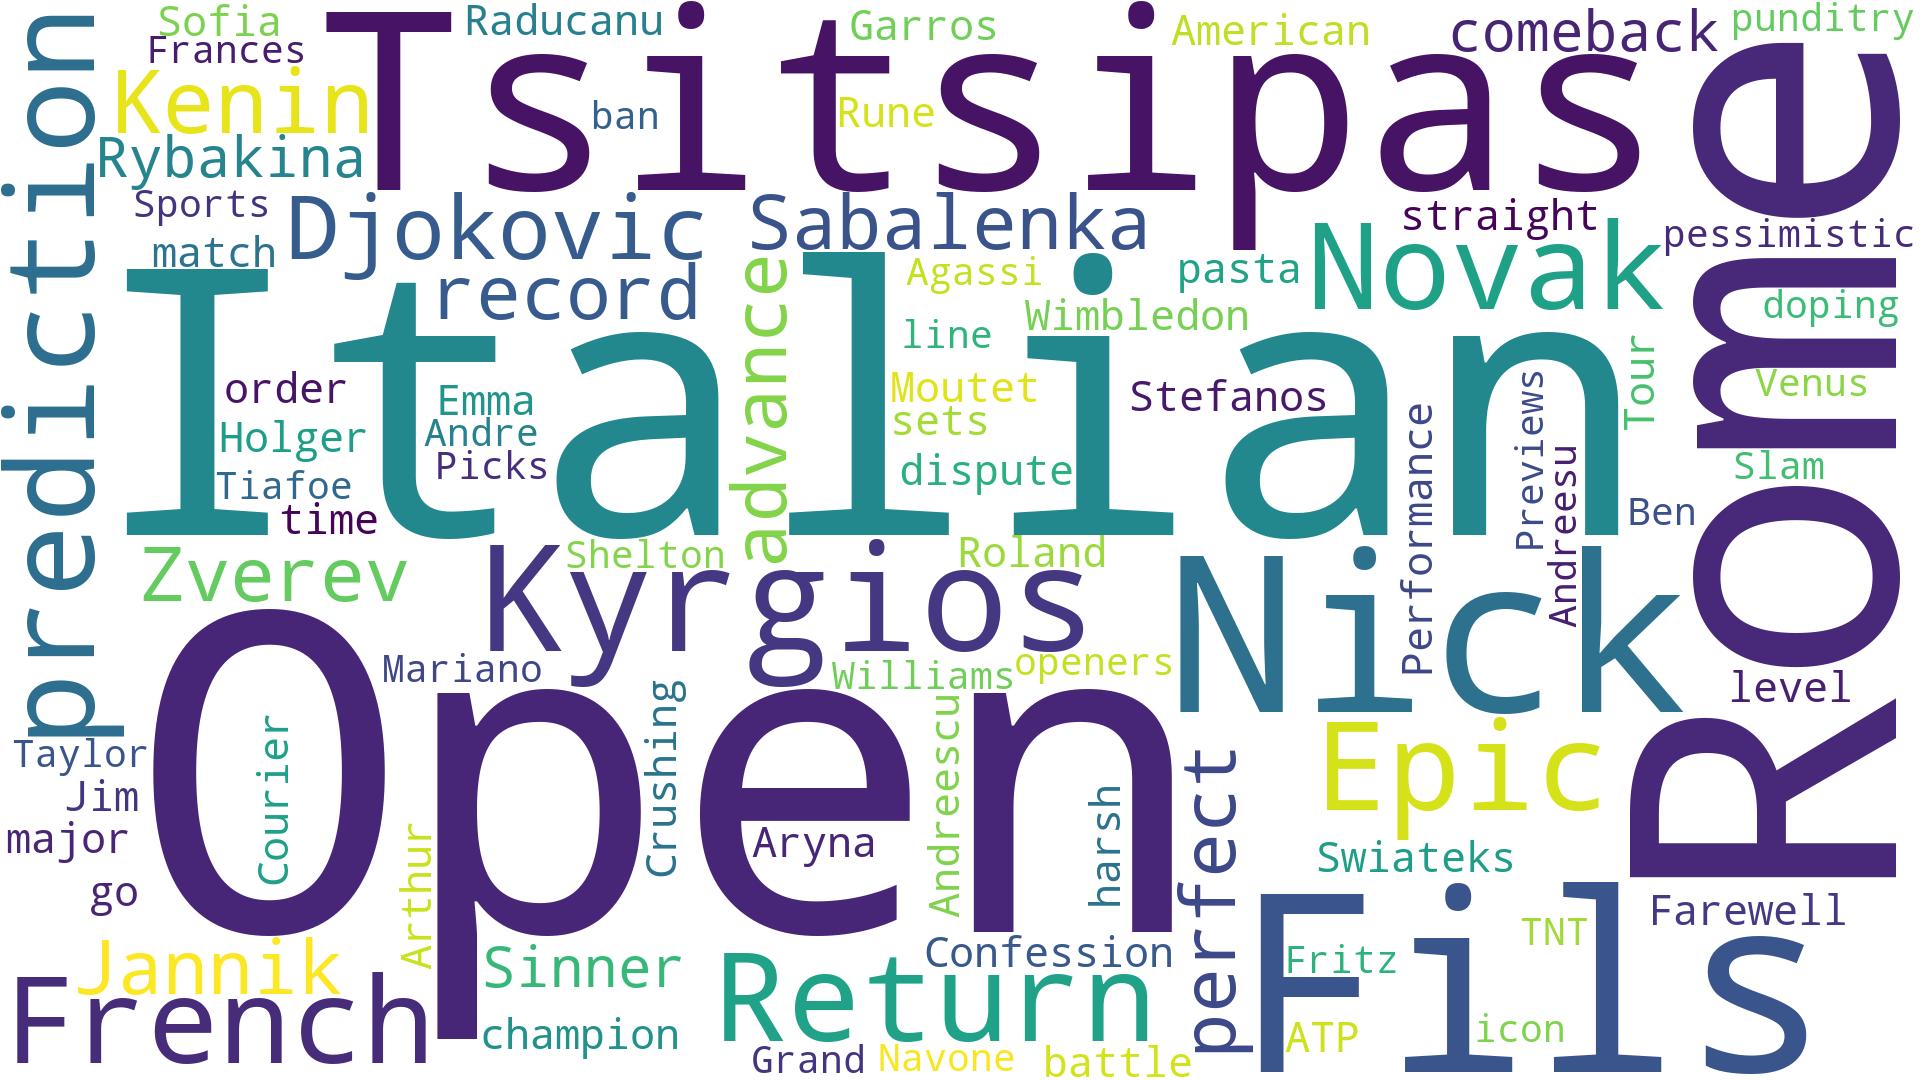 Sofia
Raducanu
Garros
American
comeback
punditry
Frances
Tsitsipas
Kenin
ban
Rune
Rybakina
prediction
Rome
Sports
Djokovic
Sabalenka
straight
Novak
pessimistic
match
record
advance
Agassi
pasta
doping
Italian
line
Wimbledon
Tour
order
Emma
Moutet
Stefanos
Venus
Holger
Andre
sets
Performance
Previews
Andreesu
Picks
dispute
Slam
Tiafoe
time
Ben
Zverev
Shelton
Roland
Kyrgios
Nick
Open
Mariano
Williams
openers
level
Taylor
Courier
Crushing
Andreescu
harsh
perfect
Epic
Jim
major
Arthur
Aryna
Swiateks
go
Fils
Farewell
Jannik
Sinner
Confession
TNT
Fritz
French
Return
champion
ATP
icon
Grand
Navone
battle